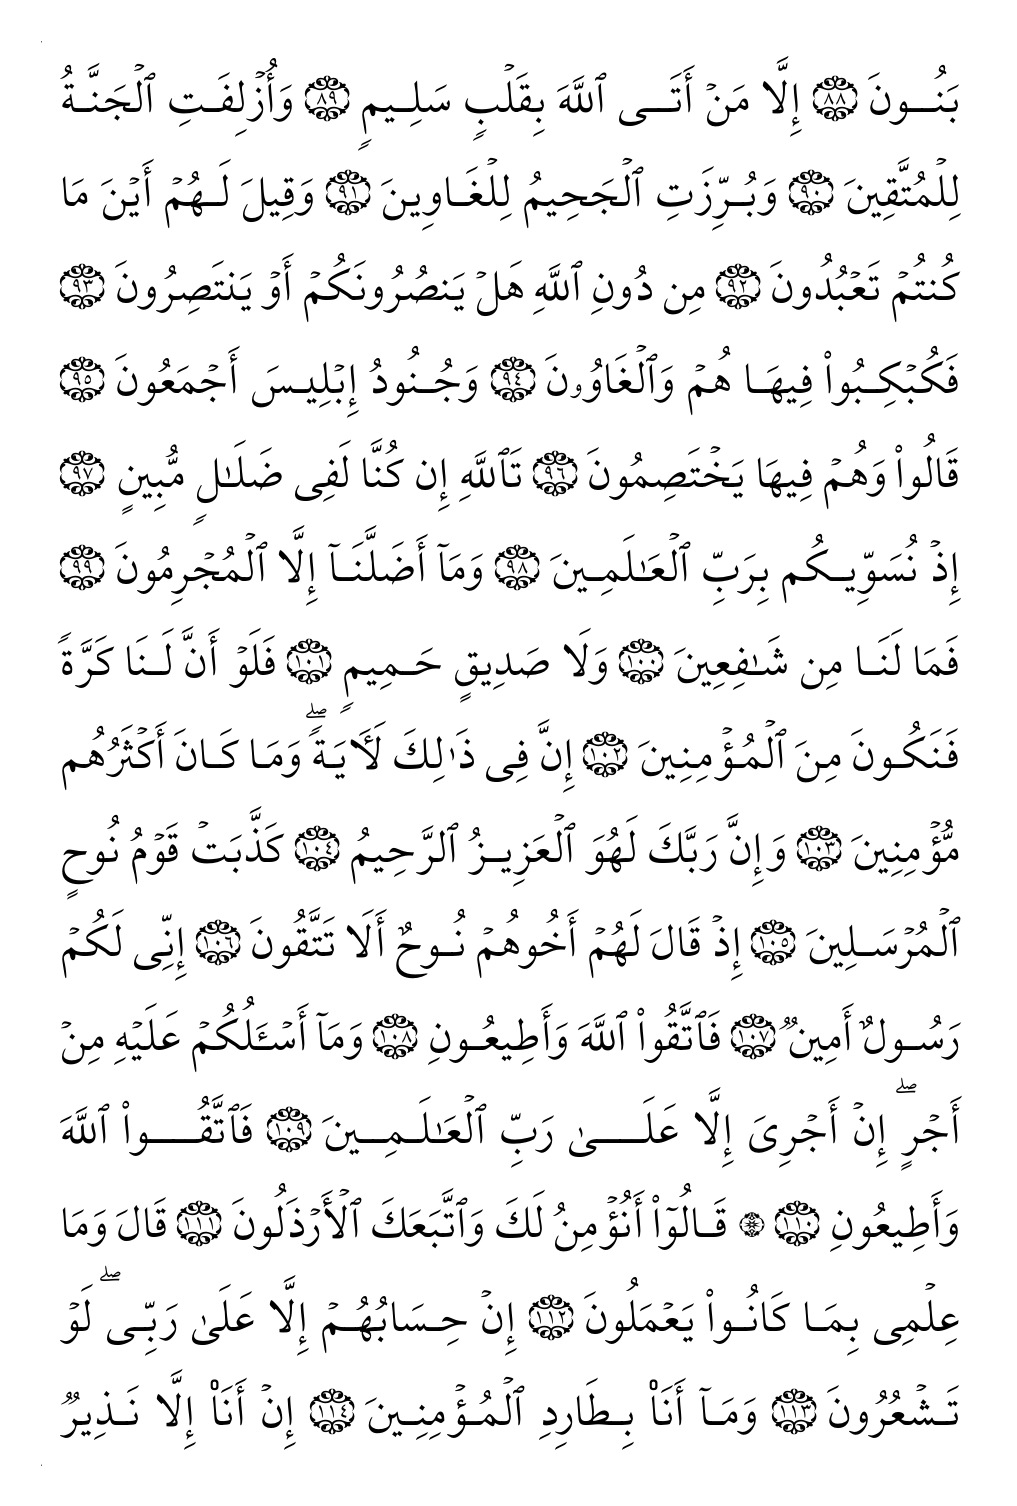 بَنُونَ ٨٨ إِلَّا مَنۡ أَتَى ٱللَّهَ بِقَلۡبٖ سَلِيمٖ ٨٩ وَأُزۡلِفَتِ ٱلۡجَنَّةُ
لِلۡمُتَّقِينَ ٩٠ وَبُرِّزَتِ ٱلۡجَحِيمُ لِلۡغَاوِينَ ٩١ وَقِيلَ لَهُمۡ أَيۡنَ مَا
كُنتُمۡ تَعۡبُدُونَ ٩٢ مِن دُونِ ٱللَّهِ هَلۡ يَنصُرُونَكُمۡ أَوۡ يَنتَصِرُونَ ٩٣
فَكُبۡكِبُواْ فِيهَا هُمۡ وَٱلۡغَاوُۥنَ ٩٤ وَجُنُودُ إِبۡلِيسَ أَجۡمَعُونَ ٩٥
قَالُواْ وَهُمۡ فِيهَا يَخۡتَصِمُونَ ٩٦ تَٱللَّهِ إِن كُنَّا لَفِى ضَلَٰلٖ مُّبِينٍ ٩٧
إِذۡ نُسَوِّيكُم بِرَبِّ ٱلۡعَٰلَمِينَ ٩٨ وَمَآ أَضَلَّنَآ إِلَّا ٱلۡمُجۡرِمُونَ ٩٩
فَمَا لَنَا مِن شَٰفِعِينَ ١٠٠ وَلَا صَدِيقٍ حَمِيمٖ ١٠١ فَلَوۡ أَنَّ لَنَا كَرَّةٗ
فَنَكُونَ مِنَ ٱلۡمُؤۡمِنِينَ ١٠٢ إِنَّ فِى ذَٰلِكَ لَأٓيَةٗۖ وَمَا كَانَ أَكۡثَرُهُم
مُّؤۡمِنِينَ ١٠٣ وَإِنَّ رَبَّكَ لَهُوَ ٱلۡعَزِيزُ ٱلرَّحِيمُ ١٠٤ كَذَّبَتۡ قَوۡمُ نُوحٍ
ٱلۡمُرۡسَلِينَ ١٠٥ إِذۡ قَالَ لَهُمۡ أَخُوهُمۡ نُوحٌ أَلَا تَتَّقُونَ ١٠٦ إِنِّى لَكُمۡ
رَسُولٌ أَمِينٞ ١٠٧ فَٱتَّقُواْ ٱللَّهَ وَأَطِيعُونِ ١٠٨ وَمَآ أَسۡـَٔلُكُمۡ عَلَيۡهِ مِنۡ
أَجۡرٍۖ إِنۡ أَجۡرِىَ إِلَّا عَلَىٰ رَبِّ ٱلۡعَٰلَمِينَ ١٠٩ فَٱتَّقُواْ ٱللَّهَ
وَأَطِيعُونِ ١١٠ ۞ قَالُوٓاْ أَنُؤۡمِنُ لَكَ وَٱتَّبَعَكَ ٱلۡأَرۡذَلُونَ ١١١ قَالَ وَمَا
عِلۡمِى بِمَا كَانُواْ يَعۡمَلُونَ ١١٢ إِنۡ حِسَابُهُمۡ إِلَّا عَلَىٰ رَبِّىۖ لَوۡ
تَشۡعُرُونَ ١١٣ وَمَآ أَنَا۠ بِطَارِدِ ٱلۡمُؤۡمِنِينَ ١١٤ إِنۡ أَنَا۠ إِلَّا نَذِيرٞ